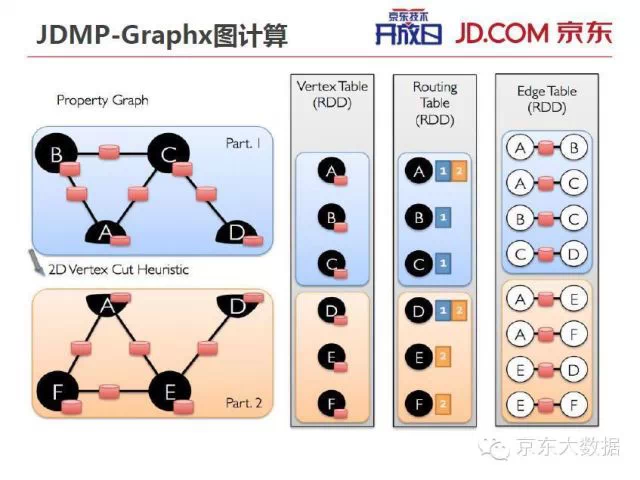 JDMP-Graphx图计算
京东技术
开放日
JD.COM 京东
Property Graph
Part. 1
B
C
A
D
2D Vertex Cut Heuristic
A
D
F
E
Part. 2
Vertex Table
(RDD)
A
B
C
D
E
F
Routing
Table
(RDD)
A 1 2
B 1
C 1
D 1 2
E 2
F 2
Edge Table
(RDD)
A B
A C
B C
C D
A E
A F
E D
E F
京东大数据